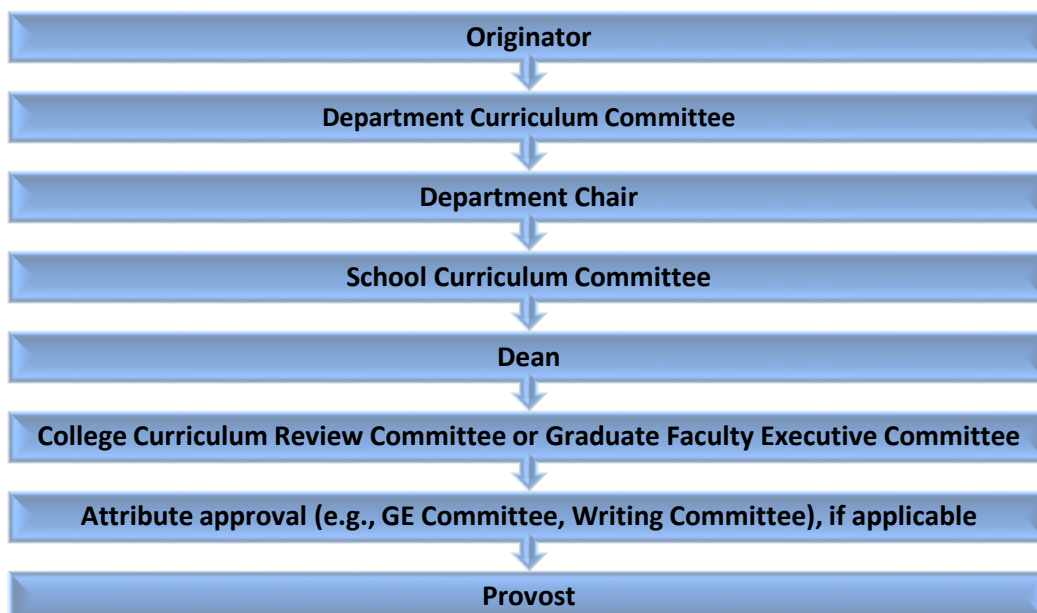 Originator
Department Curriculum Committee
Department Chair
School Curriculum Committee
Dean
College Curriculum Review Committee or Graduate Faculty Executive Committee
Attribute approval (e.g., GE Committee, Writing Committee), if applicable
Provost